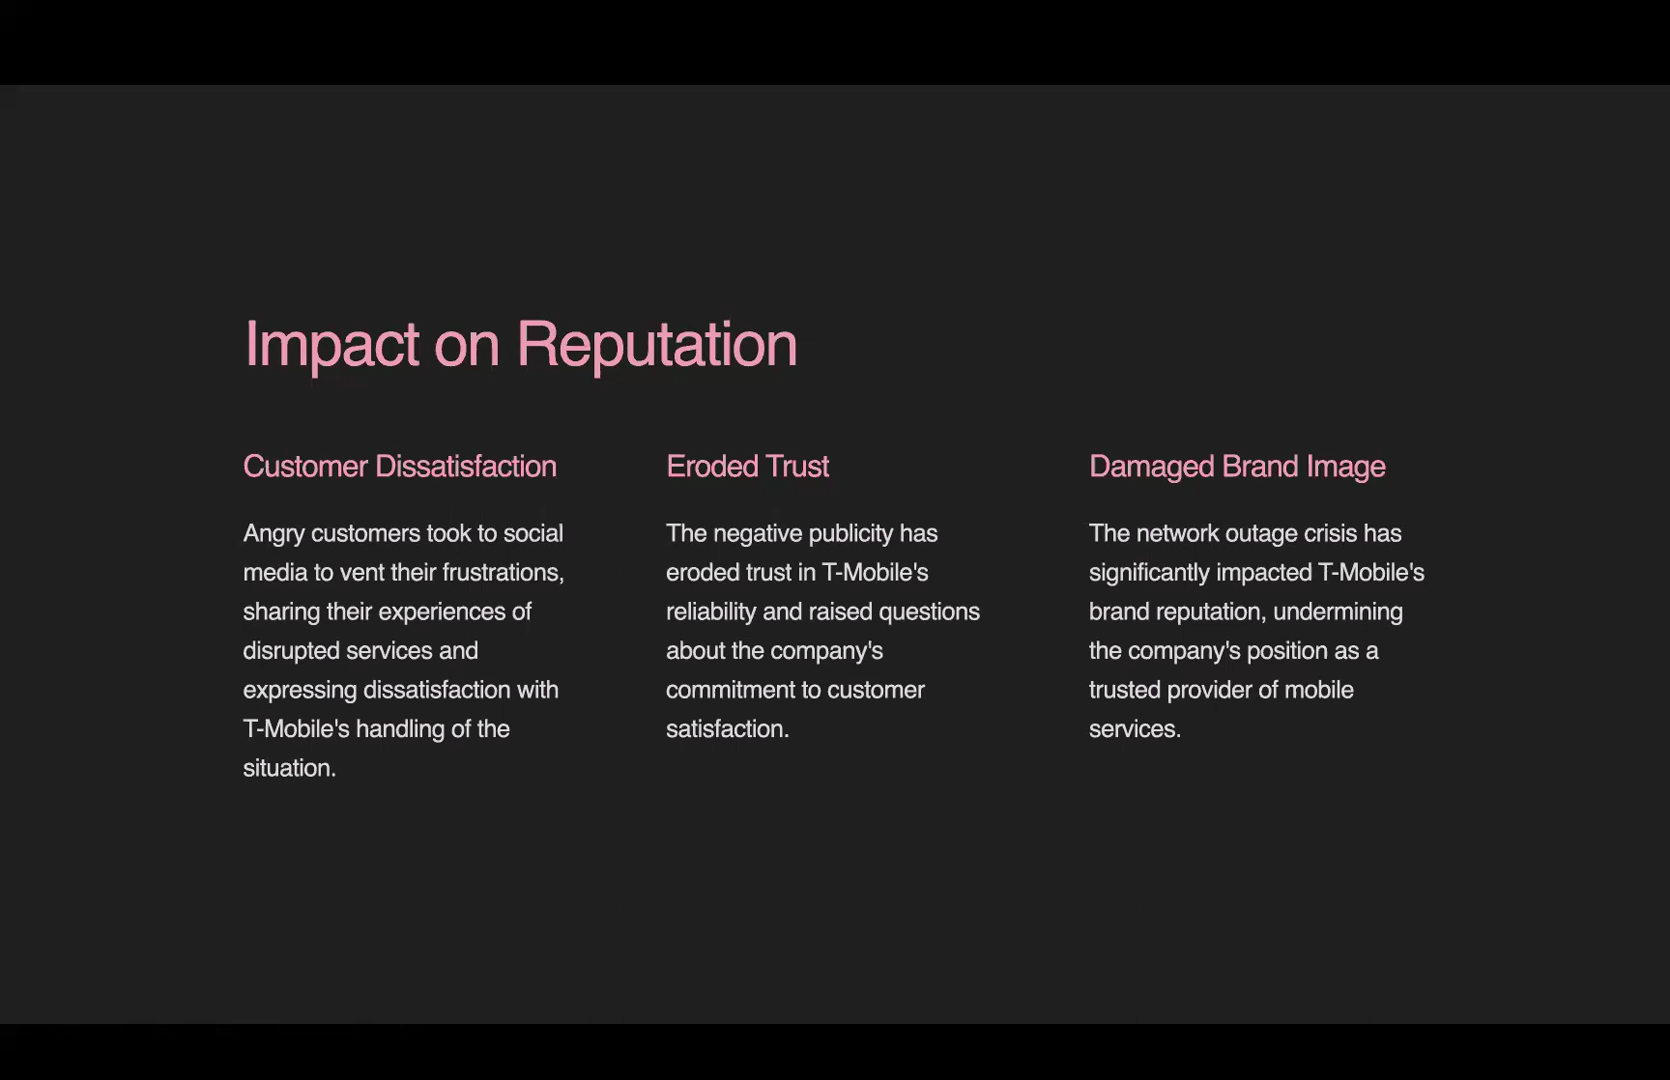 Impact on Reputation
Customer Dissatisfaction
Angry customers took to social
media to vent their frustrations,
sharing their experiences of
disrupted services and
expressing dissatisfaction with
T-Mobile's handling of the
situation.
Eroded Trust
The negative publicity has
eroded trust in T-Mobile's
reliability and raised questions
about the company's
commitment to customer
satisfaction.
Damaged Brand Image
The network outage crisis has
significantly impacted T-Mobile's
brand reputation, undermining
the company's position as a
trusted provider of mobile
services.